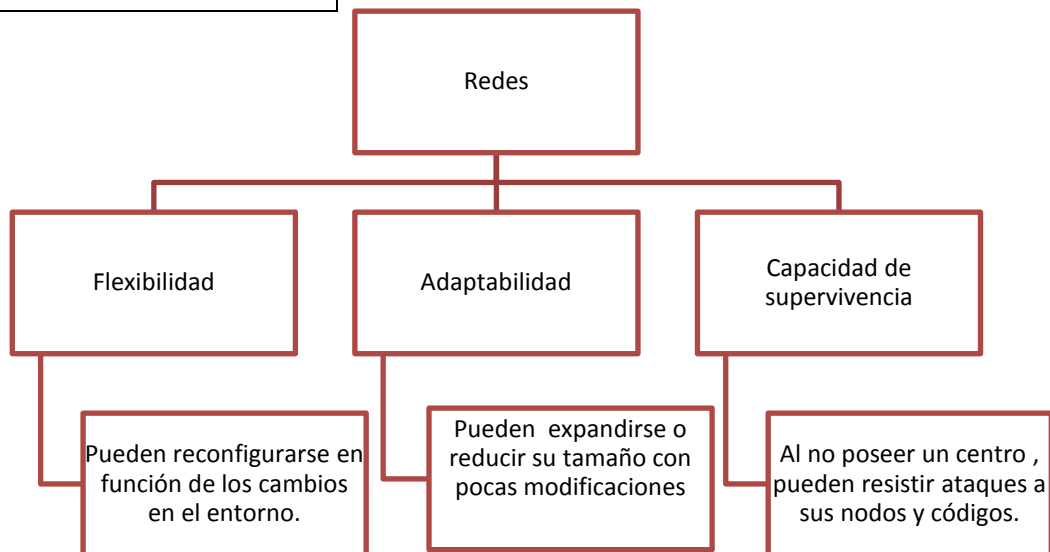 Redes
Flexibilidad
Adaptabilidad
Capacidad de
supervivencia
Pueden reconfigurarse en
función de los cambios
en el entorno.
Pueden  expandirse o
reducir su tamaño con
pocas modificaciones
Al no poseer un centro ,
pueden resistir ataques a
sus nodos y códigos.